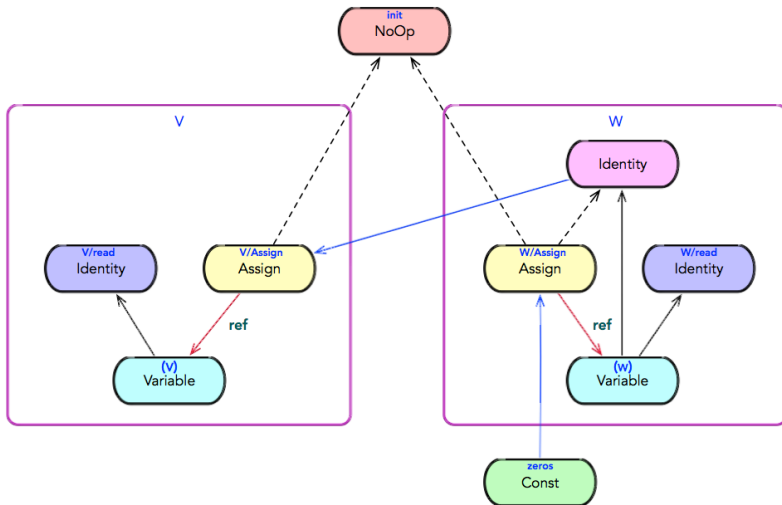 init
NoOp
V
W
Identity
V/read
Identity
V/Assign
Assign
W/Assign
Assign
W/read
Identity
ref
ref
(V)
Variable
(w)
Variable
zeros
Const